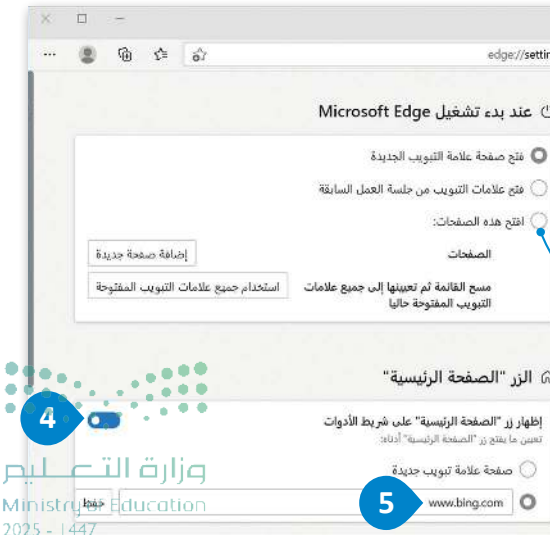 edge://settin
عند بدء تشغيل Microsoft Edge
فتح صفحة علامة التبويب الجديدة
فتح علامات التبويب من جلسة العمل السابقة
افتح هذه الصفحات:
الصفحات
إضافة صفحة جديدة
مسح القائمة ثم تعيينها إلى جميع علامات التبويب المفتوحة حاليا
استخدام جميع علامات التبويب المفتوحة
الزر "الصفحة الرئيسية"
إظهار زر "الصفحة الرئيسية" على شريط الأدوات
4
تعيين ما يفتح زر "الصفحة الرئيسية" أدناه:
صفحة علامة تبويب جديدة
www.bing.com
5
حفظ
وزارة التعليم
Ministry of Education
2025 - 1447